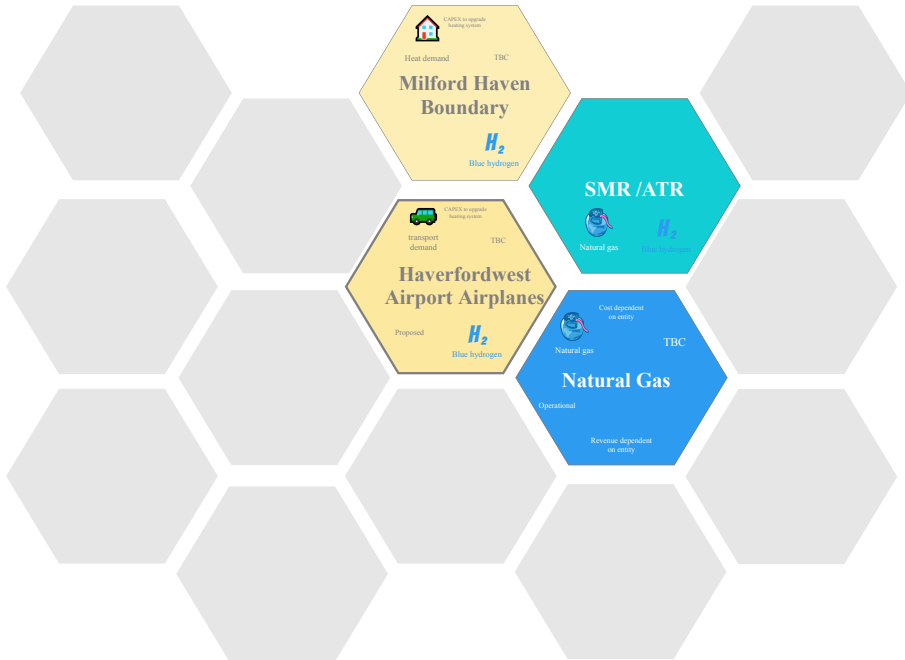 CAPEX to upgrade
heating system
Heat demand
TBC
Milford Haven
Boundary
H₂
Blue hydrogen
SMR /ATR
Natural gas
H₂
Blue hydrogen
CAPEX to upgrade
heating system
transport
demand
TBC
Haverfordwest
Airport Airplanes
Proposed
H₂
Blue hydrogen
Cost dependent
on entity
Natural gas
TBC
Natural Gas
Operational
Revenue dependent
on entity